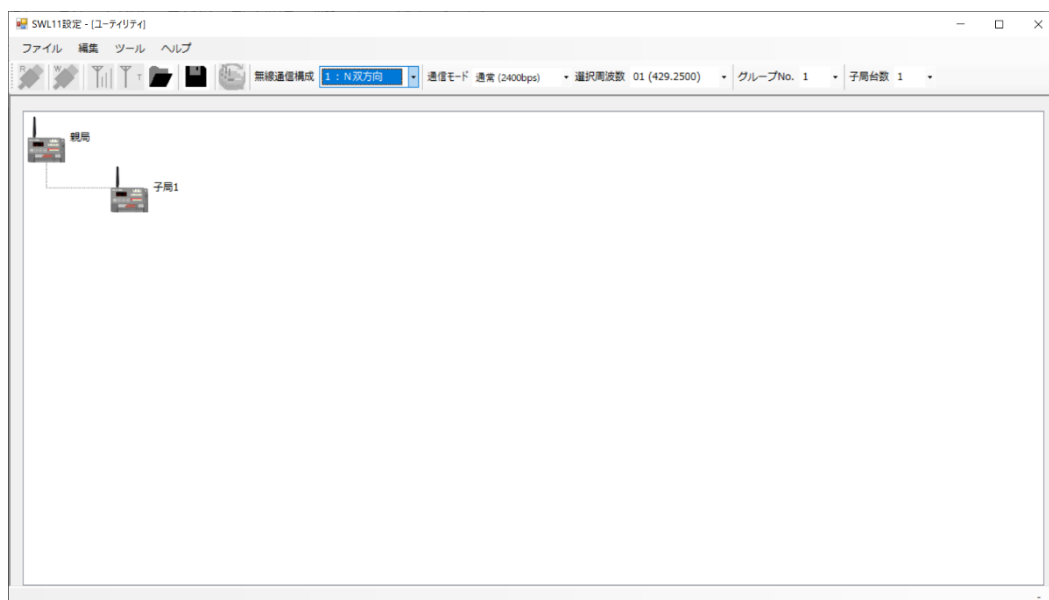 SWL11設定 - [ユーティリティ]
ファイル 編集 ツール ヘルプ
R W T 無線通信構成 1：N双方向 通信モード 通常 (2400bps) 選択周波数 01 (429.2500) グループNo. 1 子局台数 1
親局
子局1